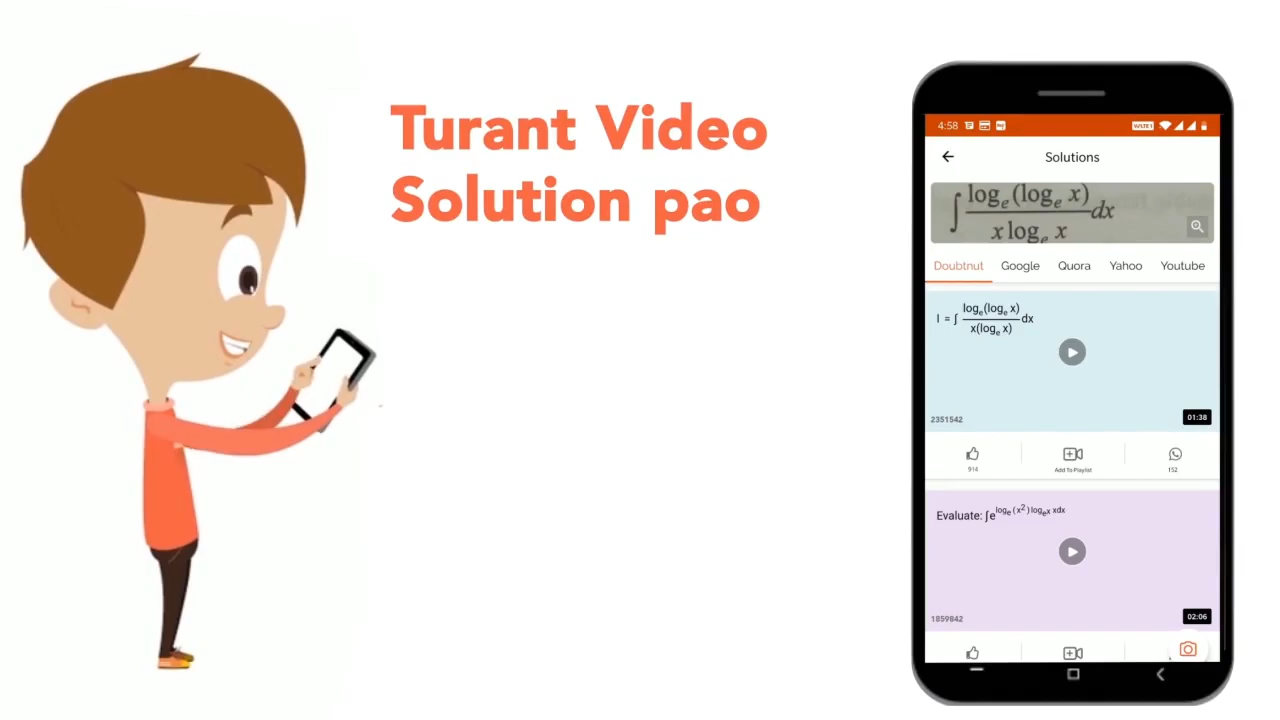 Turant Video
Solution pao
4:58
Solutions
∫ logₑ(logₑ x) / x logₑ x dx
Doubtnut Google Quora Yahoo Youtube
I = ∫ logₑ(logₑ x) / x(logₑ x) dx
2351542 01:38
914 Add To Playlist 152
Evaluate: ∫e^logₑ(x²)logₑx xdx
1859842 02:06